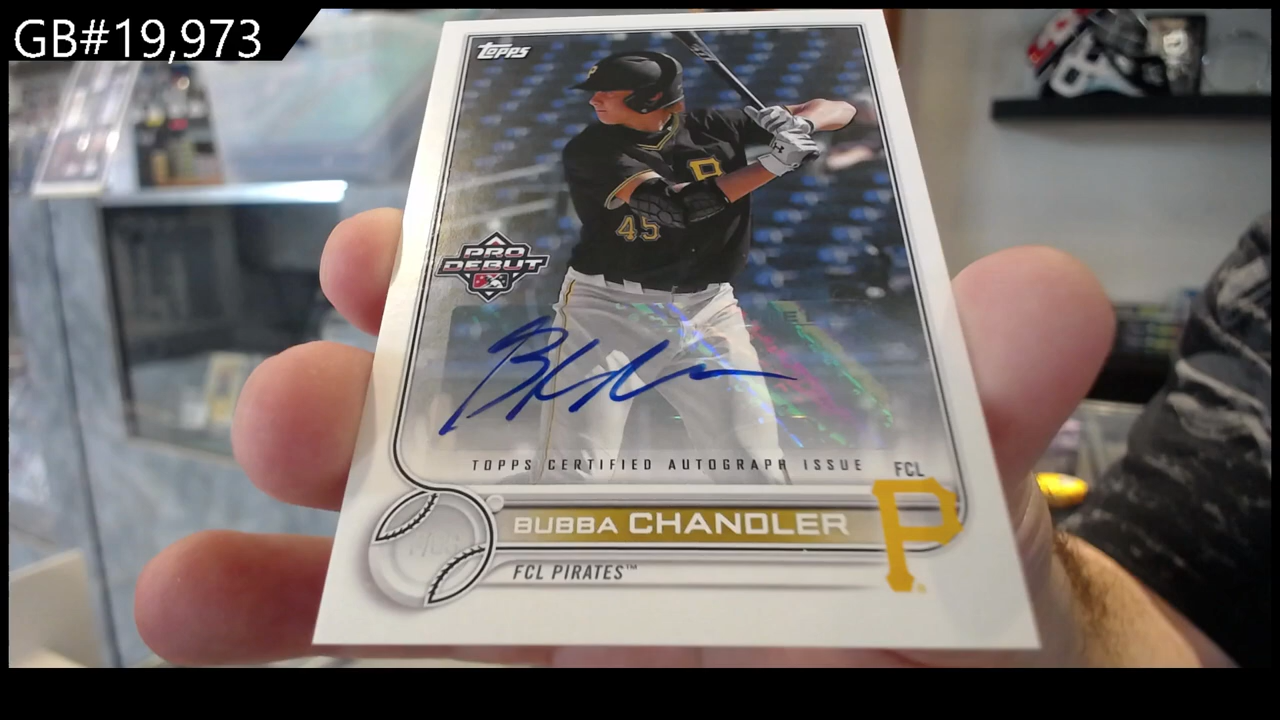 GB#19,973
TOPPS
P
45
PRO
DEBUT
TOPPS CERTIFIED AUTOGRAPH ISSUE
FCL
P
BUBBA CHANDLER
FCL PIRATES™